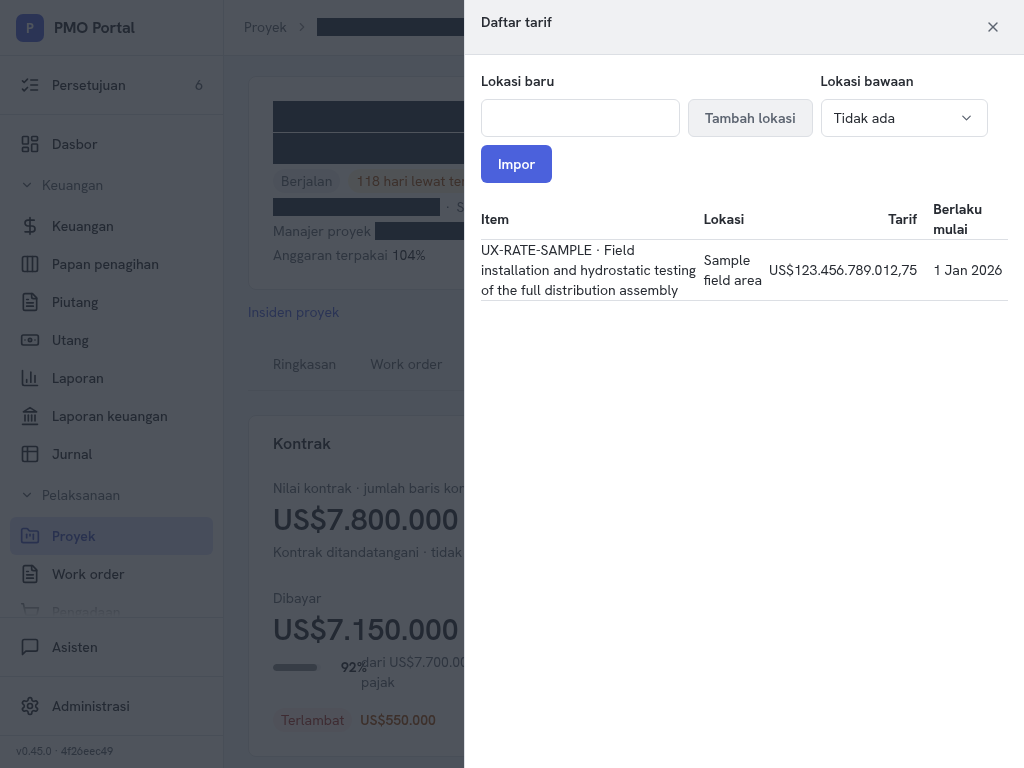 P
PMO Portal
Persetujuan
6
Dasbor
Keuangan
Keuangan
Papan penagihan
Piutang
Utang
Laporan
Laporan keuangan
Jurnal
Pelaksanaan
Proyek
Work order
Pengadaan
Asisten
Administrasi
v0.45.0 · 4f26eec49
Proyek
Berjalan
118 hari lewat
· S
Manajer proyek
Anggaran terpakai 104%
Insiden proyek
Ringkasan
Work order
Kontrak
Nilai kontrak · jumlah baris
US$7.800.000
Kontrak ditandatangani · tidak
Dibayar
US$7.150.000
92%
dari US$7.700.00
pajak
Terlambat
US$550.000
Daftar tarif
Lokasi baru
Lokasi bawaan
Tambah lokasi
Tidak ada
Impor
Item
Lokasi
Tarif
Berlaku
mulai
UX-RATE-SAMPLE · Field
installation and hydrostatic testing
of the full distribution assembly
Sample
field area
US$123.456.789.012,75
1 Jan 2026